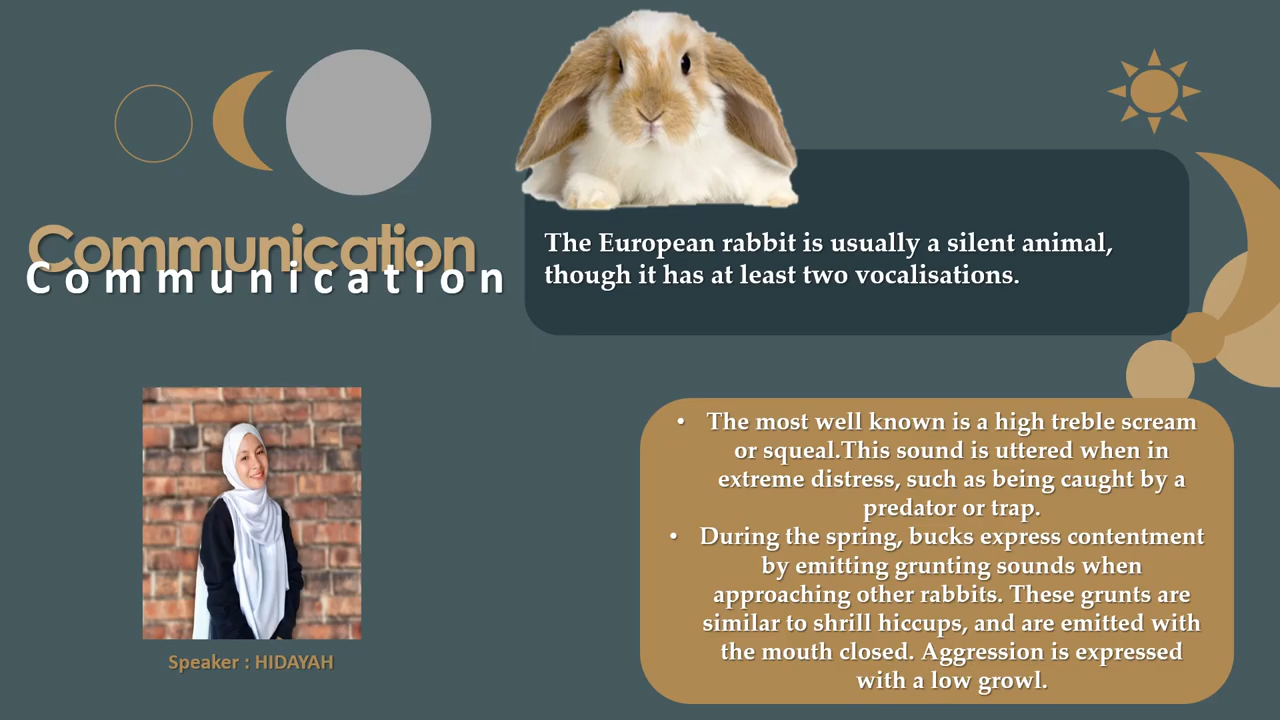 Communication
Communication
The European rabbit is usually a silent animal,
though it has at least two vocalisations.
• The most well known is a high treble scream
or squeal.This sound is uttered when in
extreme distress, such as being caught by a
predator or trap.
• During the spring, bucks express contentment
by emitting grunting sounds when
approaching other rabbits. These grunts are
similar to shrill hiccups, and are emitted with
the mouth closed. Aggression is expressed
with a low growl.
Speaker : HIDAYAH